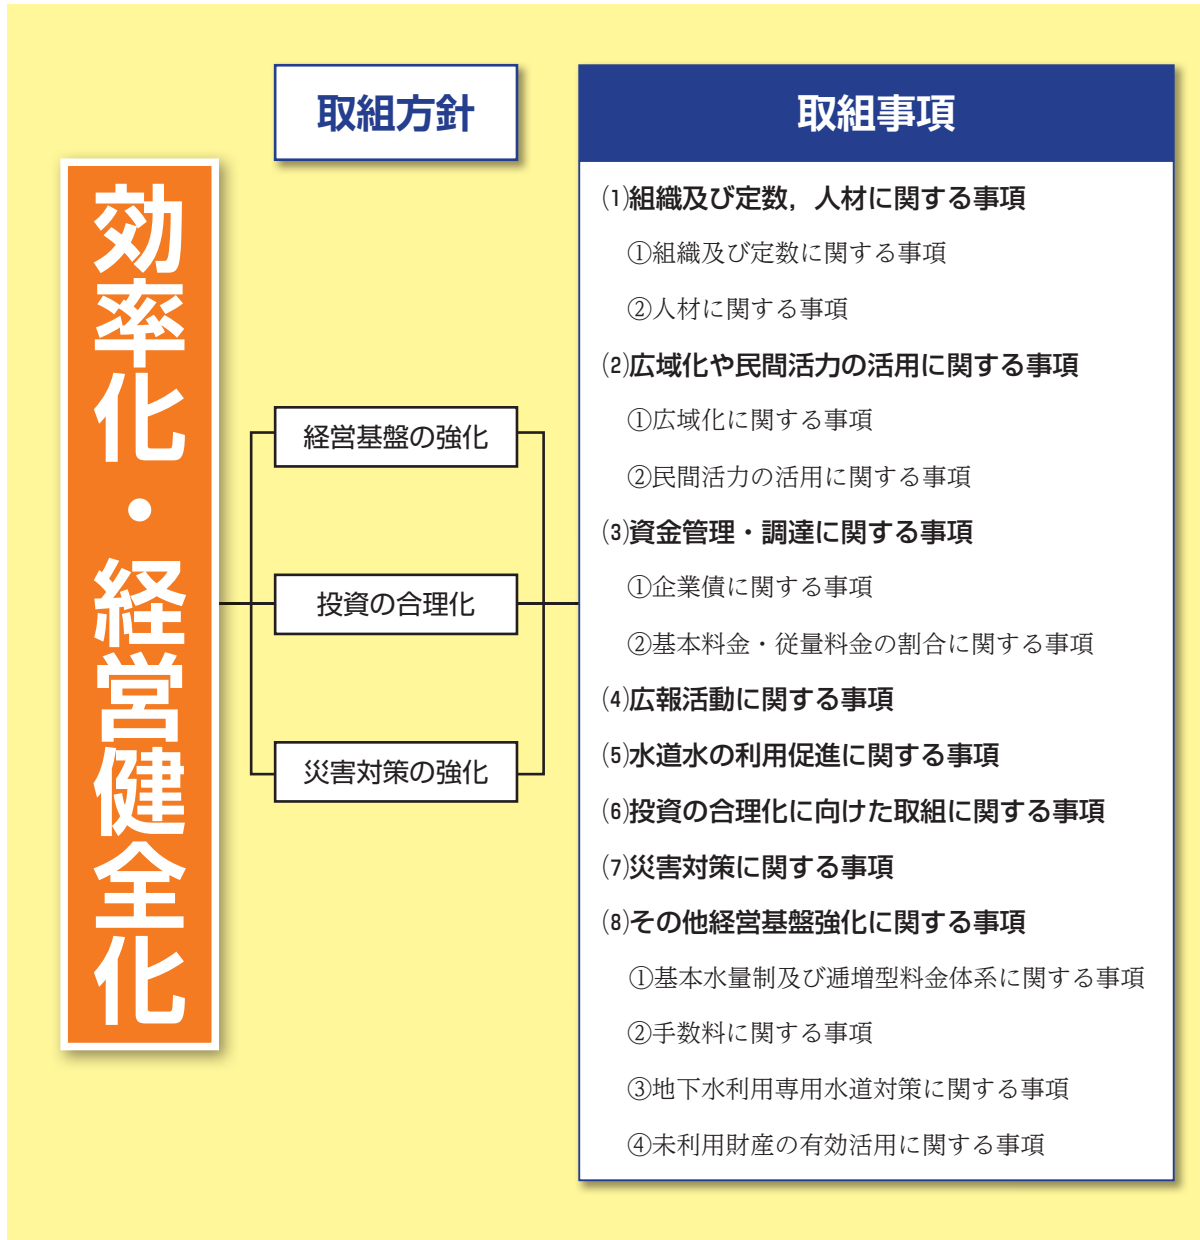 効率化・経営健全化
取組方針
経営基盤の強化
投資の合理化
災害対策の強化
取組事項
⑴組織及び定数，人材に関する事項
①組織及び定数に関する事項
②人材に関する事項
⑵広域化や民間活力の活用に関する事項
①広域化に関する事項
②民間活力の活用に関する事項
⑶資金管理・調達に関する事項
①企業債に関する事項
②基本料金・従量料金の割合に関する事項
⑷広報活動に関する事項
⑸水道水の利用促進に関する事項
⑹投資の合理化に向けた取組に関する事項
⑺災害対策に関する事項
⑻その他経営基盤強化に関する事項
①基本水量制及び逓増型料金体系に関する事項
②手数料に関する事項
③地下水利用専用水道対策に関する事項
④未利用財産の有効活用に関する事項